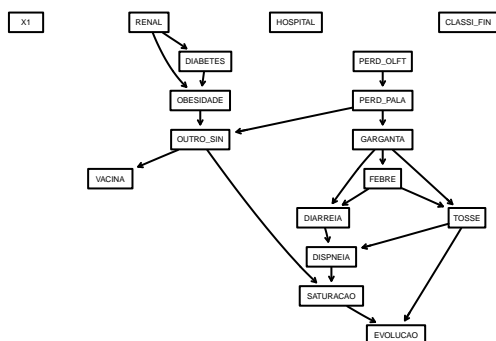 X1
RENAL
HOSPITAL
CLASSI_FIN
DIABETES
PERD_OLFT
OBESIDADE
PERD_PALA
OUTRO_SIN
GARGANTA
VACINA
FEBRE
DIARREIA
TOSSE
DISPNEIA
SATURACAO
EVOLUCAO